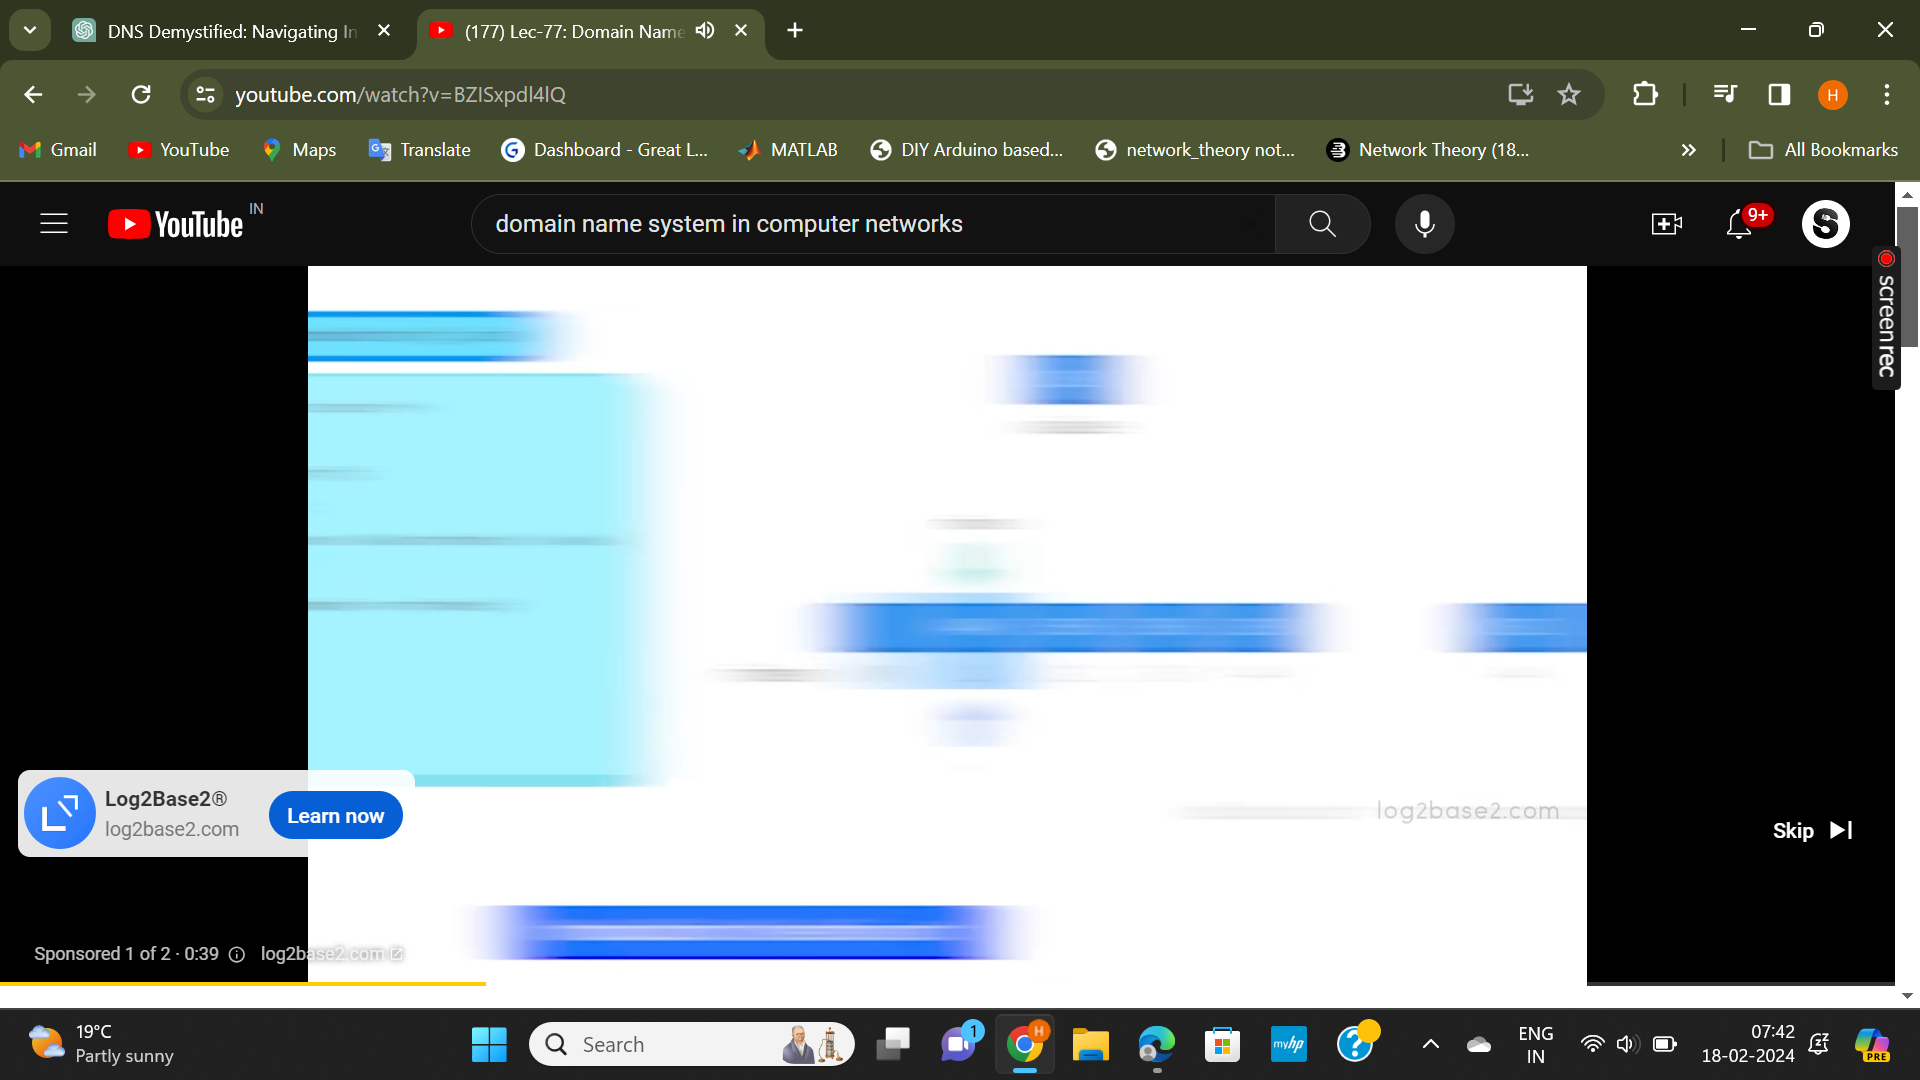 DNS Demystified: Navigating In
(177) Lec-77: Domain Name
youtube.com/watch?v=BZISxpdl4lQ
H
Gmail
YouTube
Maps
Translate
Dashboard - Great L...
MATLAB
DIY Arduino based...
network_theory not...
Network Theory (18...
All Bookmarks
YouTube IN
domain name system in computer networks
9+
S
screenrec
Log2Base2®
log2base2.com
Learn now
log2base2.com
Skip
Sponsored 1 of 2 · 0:39
log2base2.com
19°C
Partly sunny
Search
1
H
myhp
?
ENG
IN
07:42
18-02-2024
PRE